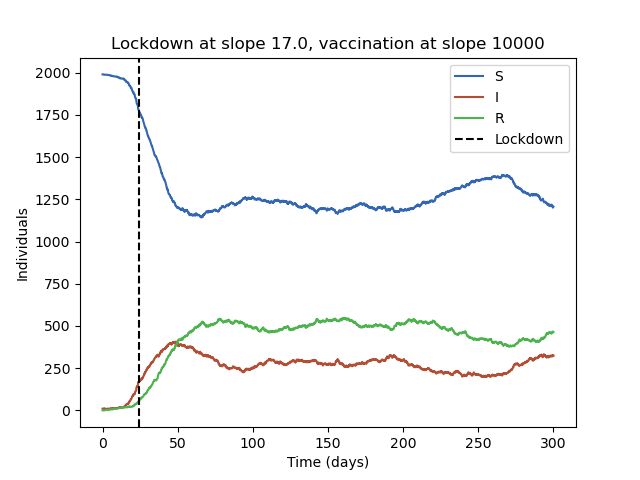 Lockdown at slope 17.0, vaccination at slope 10000
S
I
R
Lockdown
Individuals
2000
1750
1500
1250
1000
750
500
250
0
0 50 100 150 200 250 300
Time (days)